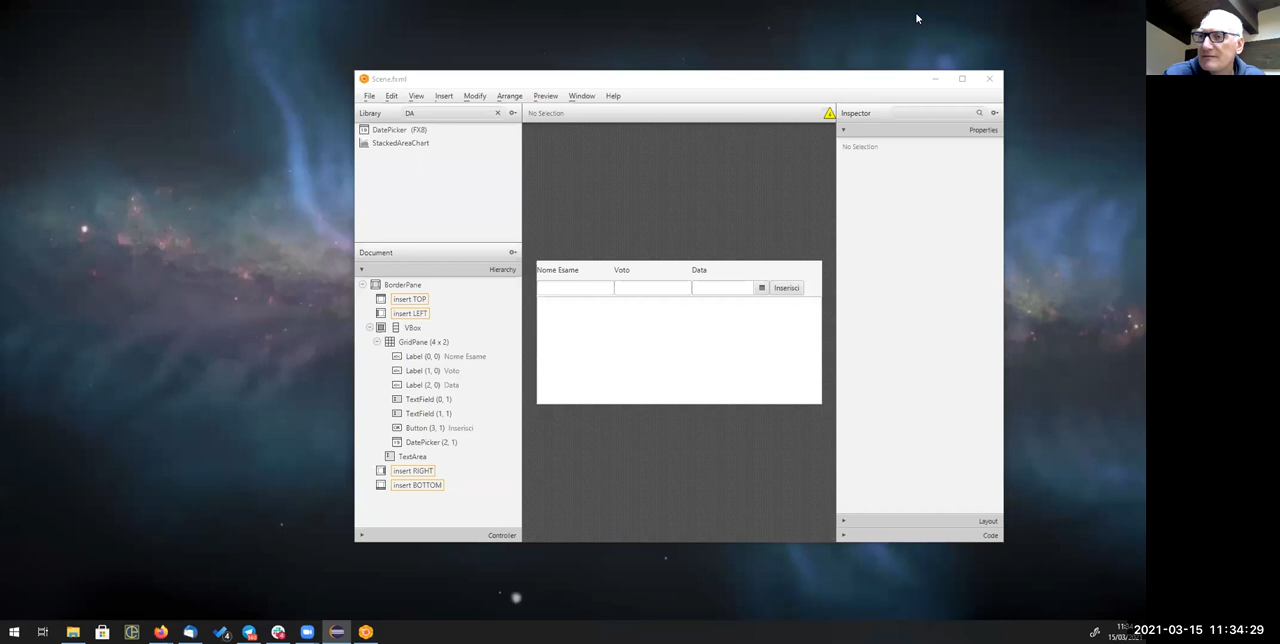 Scene.fxml
File Edit View Insert Modify Arrange Preview Window Help
Library DA
No Selection
Inspector
DatePicker (FX8)
StackedAreaChart
Properties
No Selection
Document
Hierarchy
BorderPane
insert TOP
insert LEFT
VBox
GridPane (4 x 2)
Label (0, 0) Nome Esame
Label (1, 0) Voto
Label (2, 0) Data
TextField (0, 1)
TextField (1, 1)
Button (3, 1) Inserisci
DatePicker (2, 1)
TextArea
insert RIGHT
insert BOTTOM
Controller
Nome Esame Voto Data
Inserisci
Layout
Code
2021-03-15 11:34:29